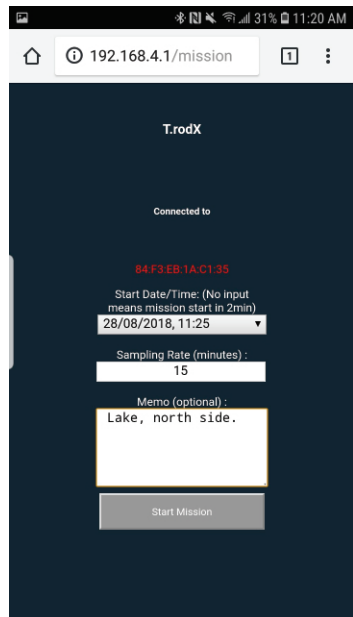 31% 11:20 AM
192.168.4.1/mission
1
T.rodX
Connected to
84:F3:EB:1A:C1:35
Start Date/Time: (No input
means mission start in 2min)
28/08/2018, 11:25
Sampling Rate (minutes) :
15
Memo (optional) :
Lake, north side.
Start Mission